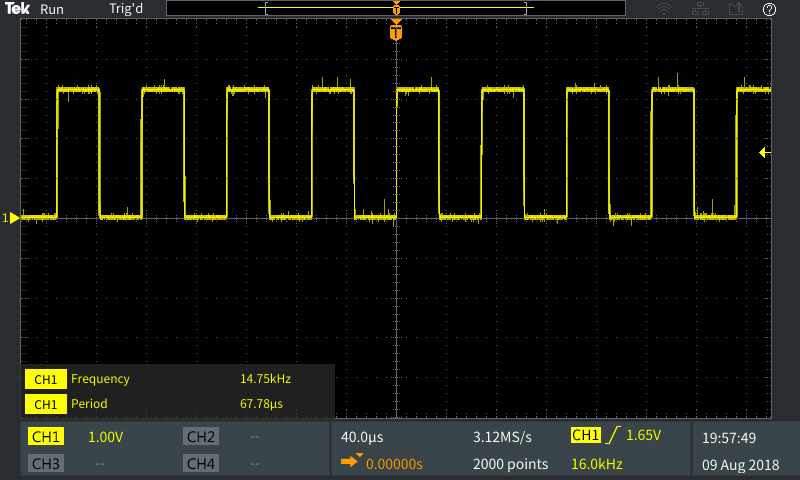 Tek Run Trig'd
T
T
1
CH1 Frequency 14.75kHz
CH1 Period 67.78µs
CH1 1.00V CH2 -- 40.0µs 3.12MS/s CH1 1.65V 19:57:49
CH3 -- CH4 -- 0.00000s 2000 points 16.0kHz 09 Aug 2018